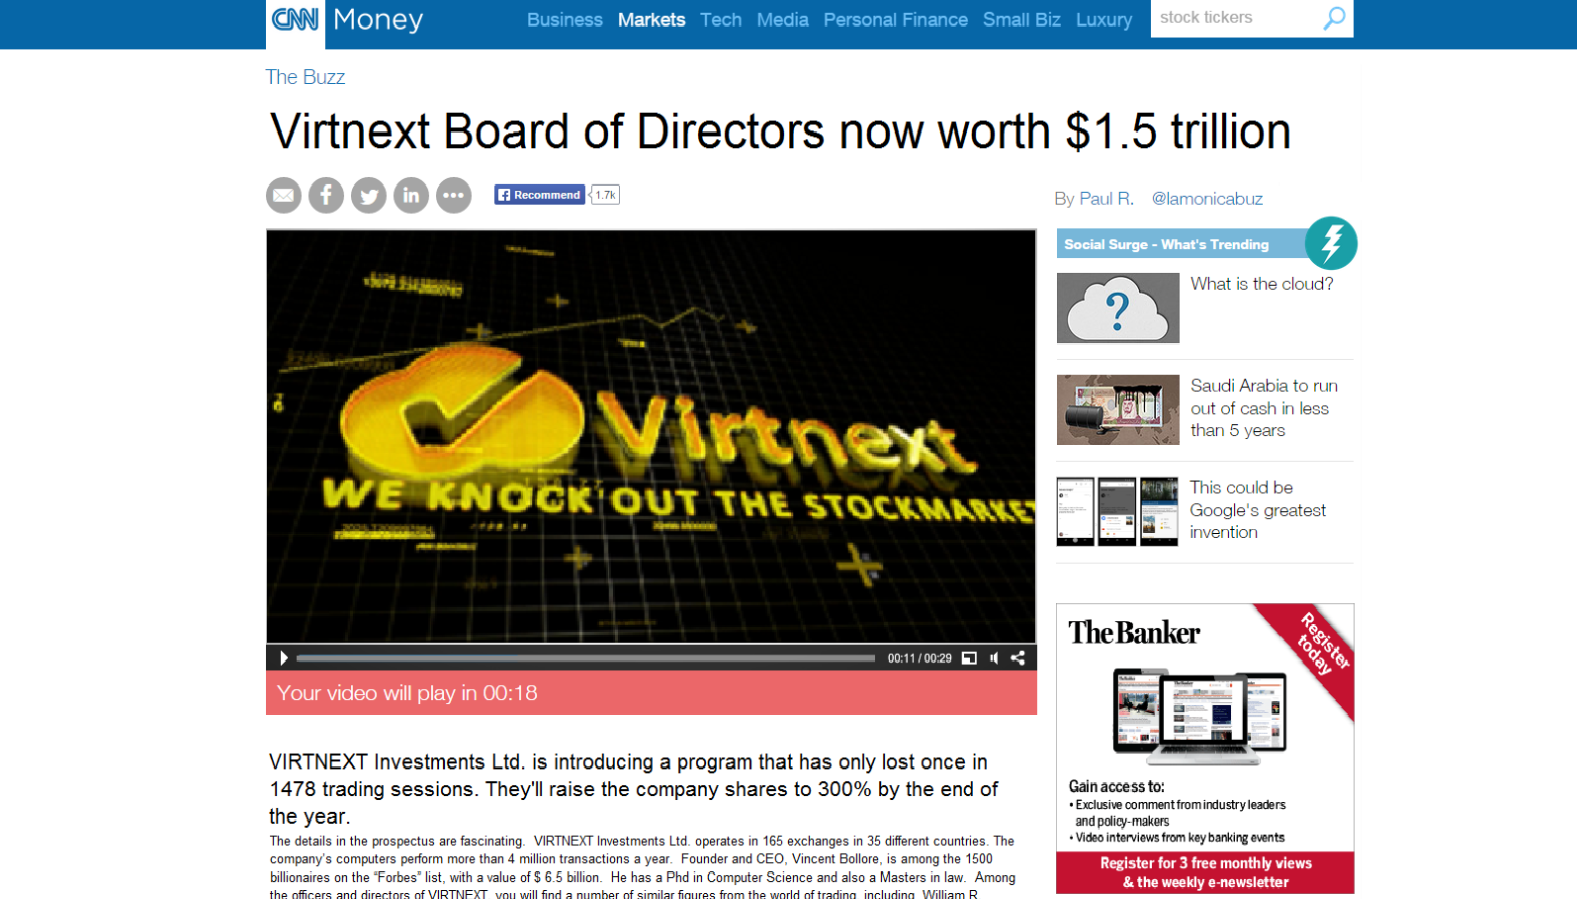 CNN Money
Business Markets Tech Media Personal Finance Small Biz Luxury
stock tickers
The Buzz
Virtnext Board of Directors now worth $1.5 trillion
Recommend 1.7k
By Paul R. @lamonicabuz
Virtnext
WE KNOCK'OUT THE STOCKMARKET
00:11 / 00:29
Your video will play in 00:18
VIRTNEXT Investments Ltd. is introducing a program that has only lost once in
1478 trading sessions. They'll raise the company shares to 300% by the end of
the year.
The details in the prospectus are fascinating. VIRTNEXT Investments Ltd. operates in 165 exchanges in 35 different countries. The
company's computers perform more than 4 million transactions a year. Founder and CEO, Vincent Bollore, is among the 1500
billionaires on the “Forbes” list, with a value of $ 6.5 billion. He has a Phd in Computer Science and also a Masters in law. Among
the officers and directors of VIRTNEXT, you will find a number of similar figures from the world of trading, including, William R.
Social Surge - What's Trending
What is the cloud?
Saudi Arabia to run
out of cash in less
than 5 years
This could be
Google's greatest
invention
The Banker
Register
today
Gain access to:
• Exclusive comment from industry leaders
and policy-makers
• Video interviews from key banking events
Register for 3 free monthly views
& the weekly e-newsletter